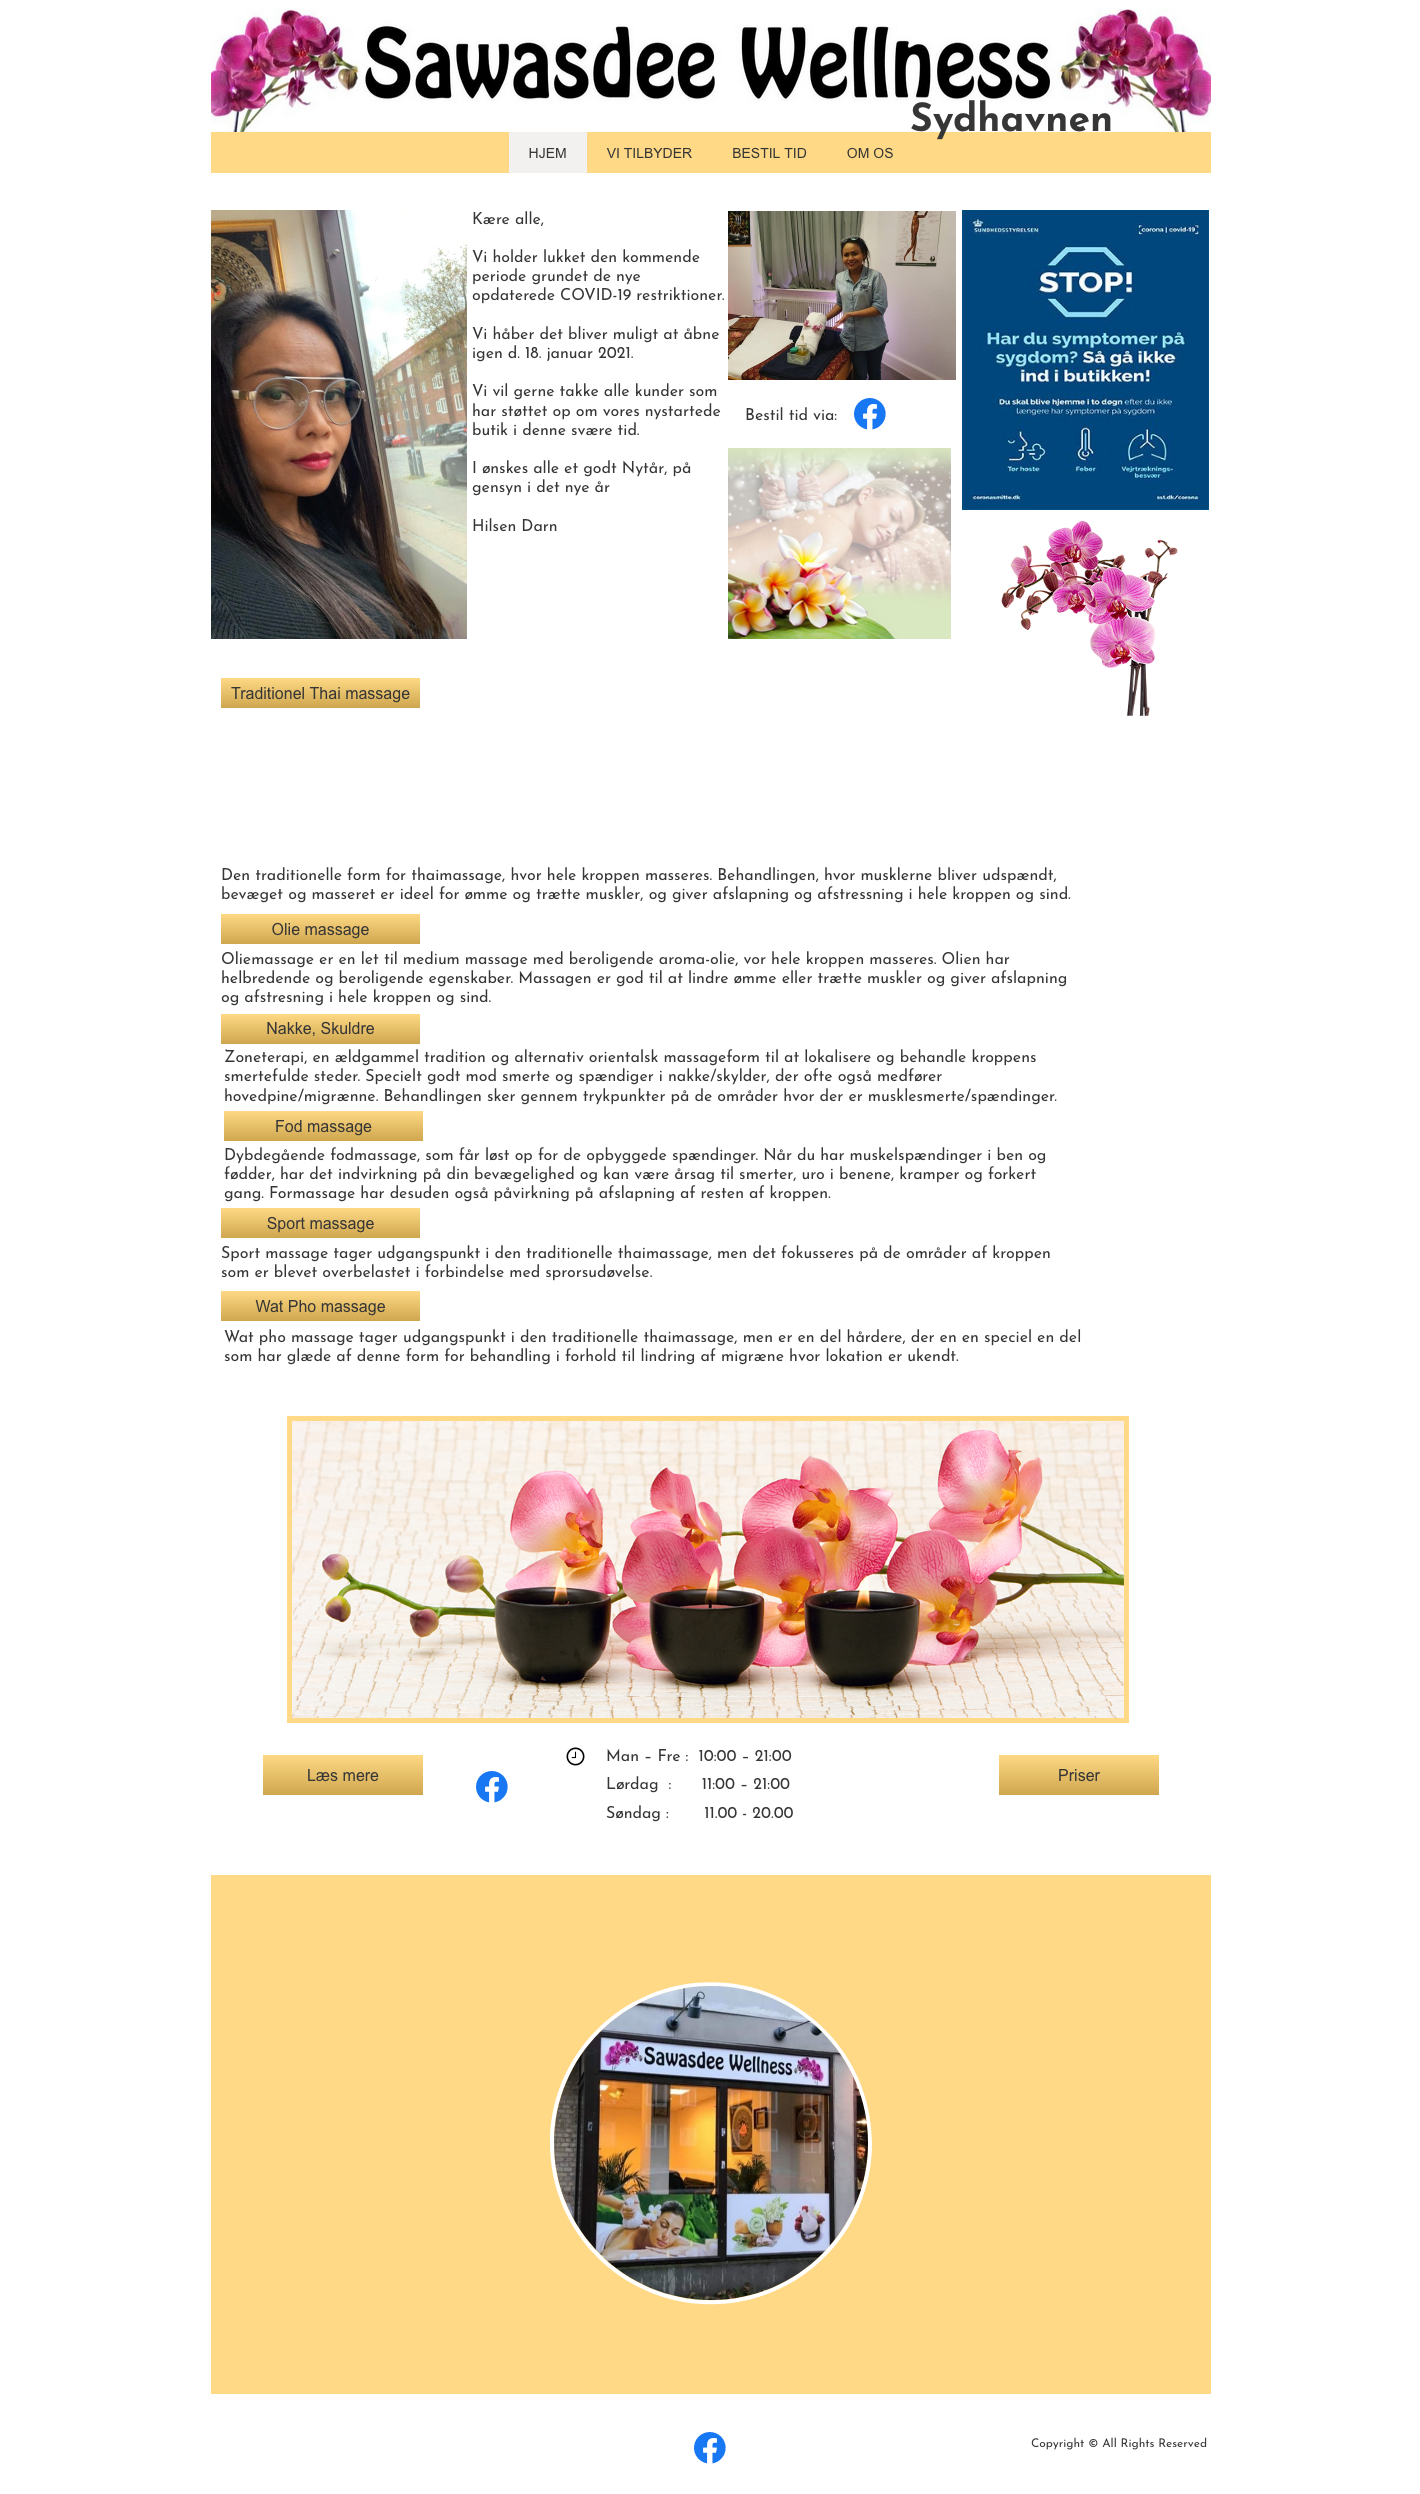 Sawasdee Wellness
Sydhavnen
HJEM
VI TILBYDER
BESTIL TID
OM OS
Kære alle,
Vi holder lukket den kommende
periode grundet de nye
opdaterede COVID-19 restriktioner.
Vi håber det bliver muligt at åbne
igen d. 18. januar 2021.
Vi vil gerne takke alle kunder som
har støttet op om vores nystartede
butik i denne svære tid.
I ønskes alle et godt Nytår, på
gensyn i det nye år
Hilsen Darn
Bestil tid via:
SUNDHEDSSTYRELSEN
[corona | covid-19]
STOP!
Har du symptomer på
sygdom? Så gå ikke
ind i butikken!
Du skal blive hjemme i to døgn efter du ikke
længere har symptomer på sygdom
Tør hoste
Feber
Vejrtræknings-
besvær
coronasmitte.dk
sst.dk/corona
Traditionel Thai massage
Den traditionelle form for thaimassage, hvor hele kroppen masseres. Behandlingen, hvor musklerne bliver udspændt,
bevæget og masseret er ideel for ømme og trætte muskler, og giver afslapning og afstressning i hele kroppen og sind.
Olie massage
Oliemassage er en let til medium massage med beroligende aroma-olie, vor hele kroppen masseres. Olien har
helbredende og beroligende egenskaber. Massagen er god til at lindre ømme eller trætte muskler og giver afslapning
og afstresning i hele kroppen og sind.
Nakke, Skuldre
Zoneterapi, en ældgammel tradition og alternativ orientalsk massageform til at lokalisere og behandle kroppens
smertefulde steder. Specielt godt mod smerte og spændiger i nakke/skylder, der ofte også medfører
hovedpine/migrænne. Behandlingen sker gennem trykpunkter på de områder hvor der er musklesmerte/spændinger.
Fod massage
Dybdegående fodmassage, som får løst op for de opbyggede spændinger. Når du har muskelspændinger i ben og
fødder, har det indvirkning på din bevægelighed og kan være årsag til smerter, uro i benene, kramper og forkert
gang. Formassage har desuden også påvirkning på afslapning af resten af kroppen.
Sport massage
Sport massage tager udgangspunkt i den traditionelle thaimassage, men det fokusseres på de områder af kroppen
som er blevet overbelastet i forbindelse med sprorsudøvelse.
Wat Pho massage
Wat pho massage tager udgangspunkt i den traditionelle thaimassage, men er en del hårdere, der en en speciel en del
som har glæde af denne form for behandling i forhold til lindring af migræne hvor lokation er ukendt.
Læs mere
Man – Fre : 10:00 – 21:00
Lørdag : 11:00 – 21:00
Søndag : 11.00 - 20.00
Priser
Sawasdee Wellness
Copyright © All Rights Reserved